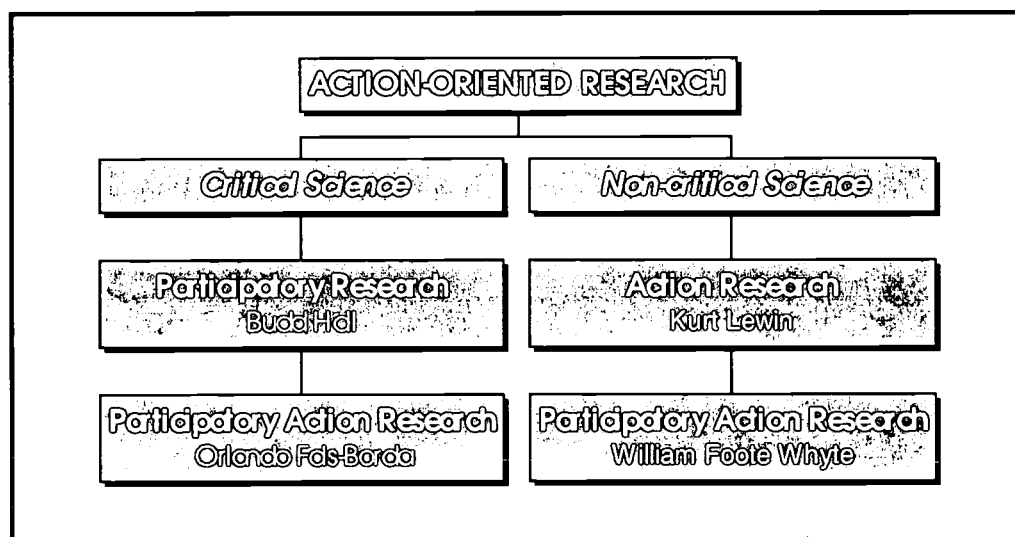 ACTION-ORIENTED RESEARCH
Critical Science
Non-critical Science
Participatory Research
Budd Hall
Action Research
Kurt Lewin
Participatory Action Research
Orlando Fals-Borda
Participatory Action Research
William Foote Whyte